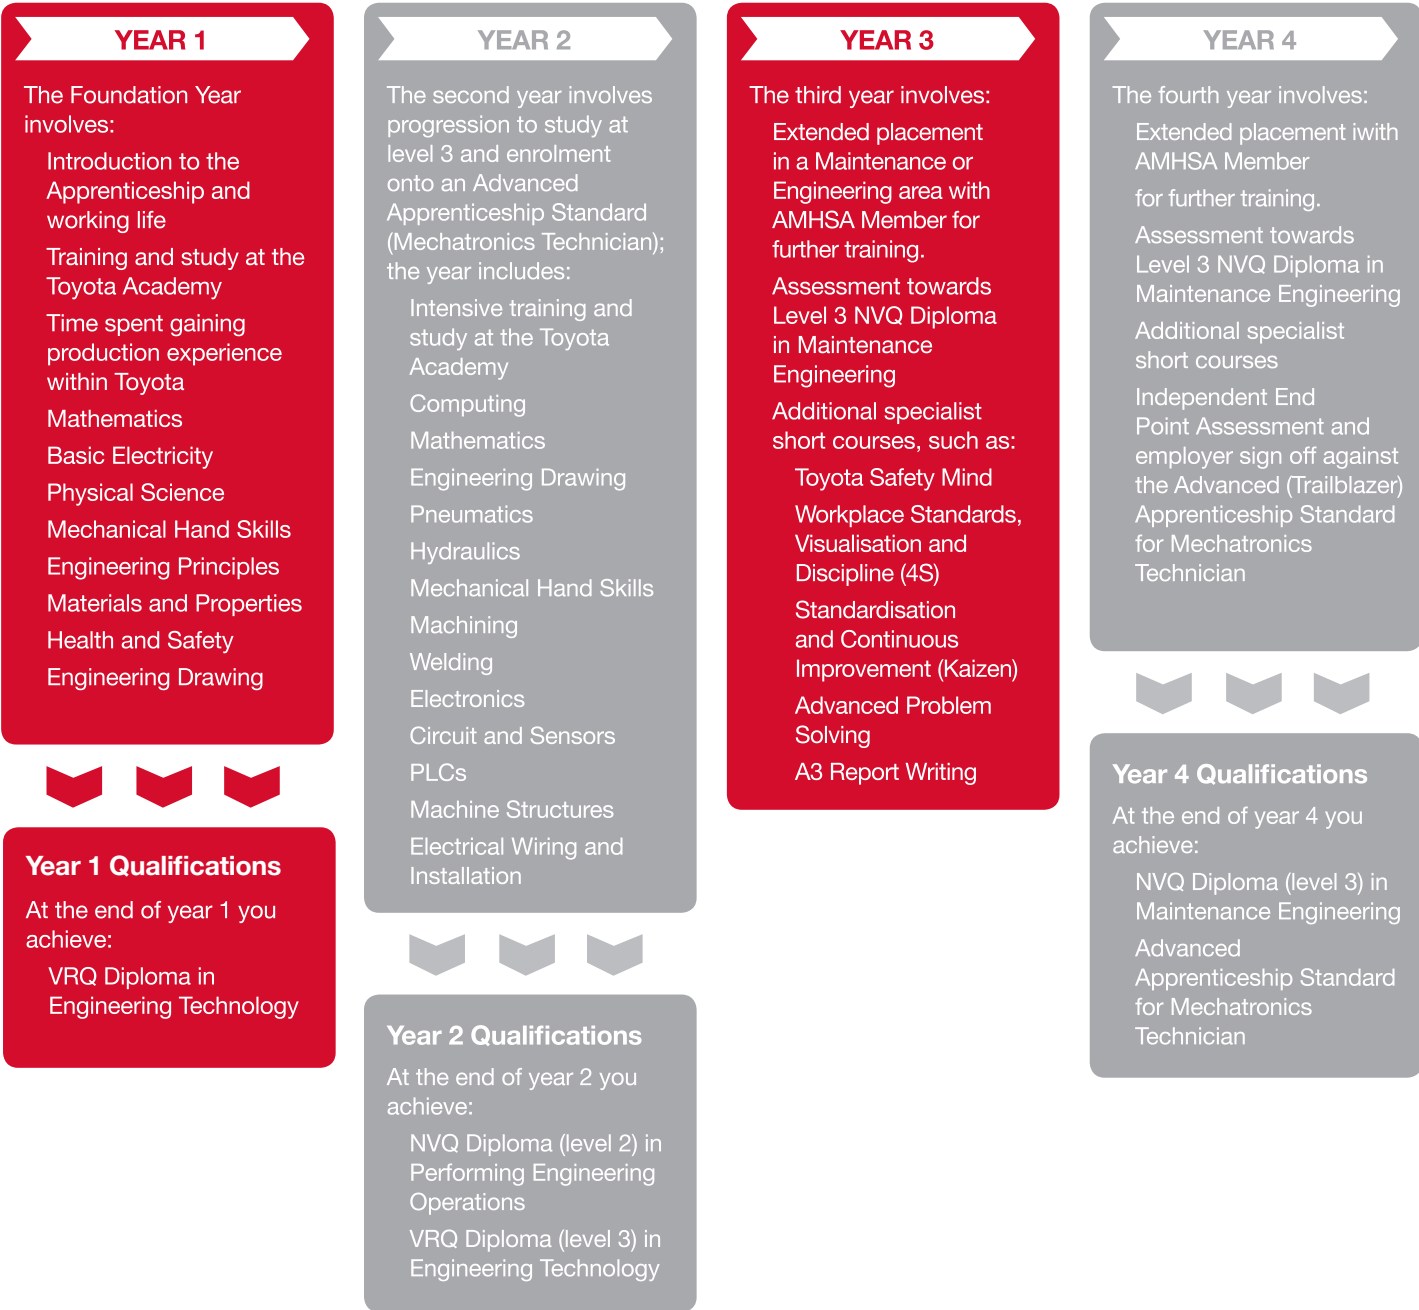 YEAR 1
The Foundation Year
involves:
Introduction to the
Apprenticeship and
working life
Training and study at the
Toyota Academy
Time spent gaining
production experience
within Toyota
Mathematics
Basic Electricity
Physical Science
Mechanical Hand Skills
Engineering Principles
Materials and Properties
Health and Safety
Engineering Drawing
Year 1 Qualifications
At the end of year 1 you
achieve:
VRQ Diploma in
Engineering Technology
YEAR 2
The second year involves
progression to study at
level 3 and enrolment
onto an Advanced
Apprenticeship Standard
(Mechatronics Technician);
the year includes:
Intensive training and
study at the Toyota
Academy
Computing
Mathematics
Engineering Drawing
Pneumatics
Hydraulics
Mechanical Hand Skills
Machining
Welding
Electronics
Circuit and Sensors
PLCs
Machine Structures
Electrical Wiring and
Installation
Year 2 Qualifications
At the end of year 2 you
achieve:
NVQ Diploma (level 2) in
Performing Engineering
Operations
VRQ Diploma (level 3) in
Engineering Technology
YEAR 3
The third year involves:
Extended placement
in a Maintenance or
Engineering area with
AMHSA Member for
further training.
Assessment towards
Level 3 NVQ Diploma
in Maintenance
Engineering
Additional specialist
short courses, such as:
Toyota Safety Mind
Workplace Standards,
Visualisation and
Discipline (4S)
Standardisation
and Continuous
Improvement (Kaizen)
Advanced Problem
Solving
A3 Report Writing
YEAR 4
The fourth year involves:
Extended placement iwith
AMHSA Member
for further training.
Assessment towards
Level 3 NVQ Diploma in
Maintenance Engineering
Additional specialist
short courses
Independent End
Point Assessment and
employer sign off against
the Advanced (Trailblazer)
Apprenticeship Standard
for Mechatronics
Technician
Year 4 Qualifications
At the end of year 4 you
achieve:
NVQ Diploma (level 3) in
Maintenance Engineering
Advanced
Apprenticeship Standard
for Mechatronics
Technician